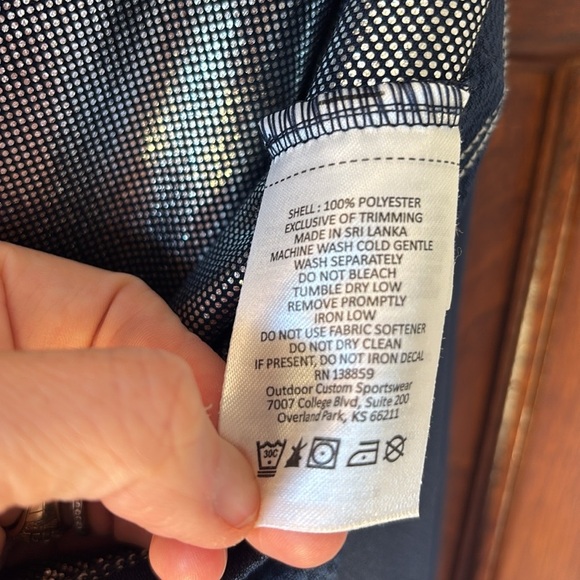 SHELL : 100% POLYESTER
EXCLUSIVE OF TRIMMING
MADE IN SRI LANKA
MACHINE WASH COLD GENTLE
WASH SEPARATELY
DO NOT BLEACH
TUMBLE DRY LOW
REMOVE PROMPTLY
IRON LOW
DO NOT USE FABRIC SOFTENER
DO NOT DRY CLEAN
IF PRESENT, DO NOT IRON DECAL
RN 138859
Outdoor Custom Sportswear
7007 College Blvd, Suite 200
Overland Park, KS 66211
30C